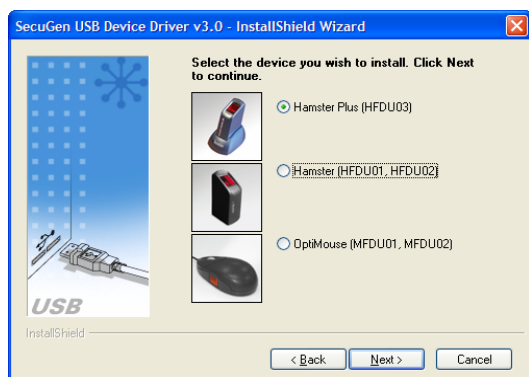 SecuGen USB Device Driver v3.0 - InstallShield Wizard
Select the device you wish to install. Click Next
to continue.
Hamster Plus (HFDU03)
Hamster (HFDU01, HFDU02)
OptiMouse (MFDU01, MFDU02)
USB
InstallShield
< Back
Next >
Cancel